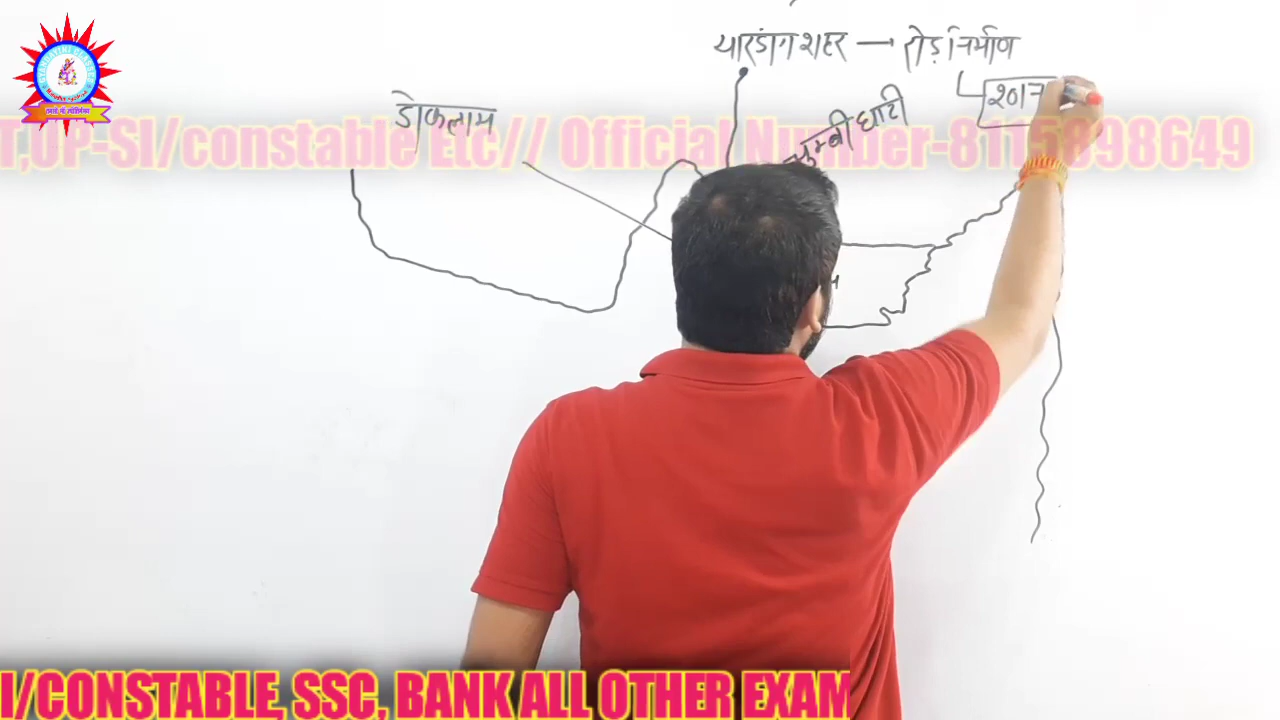 यारडांग शहर → रोड़ निर्माण
2017
डोकलाम
चुम्बी घाटी
T,UP-SI/constable Etc// Official Number-8115898649
I/CONSTABLE, SSC, BANK ALL OTHER EXAM